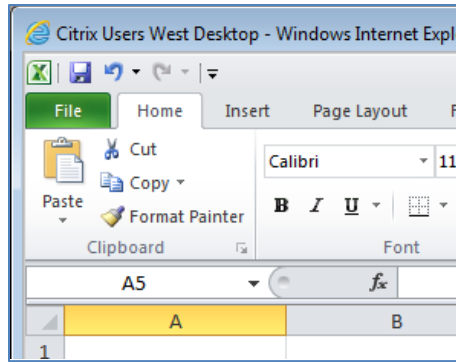 Citrix Users West Desktop - Windows Internet Expl
File Home Insert Page Layout F
Cut
Calibri 11
Copy
Paste
B I U
Format Painter
Clipboard Font
A5 fx
A B
1